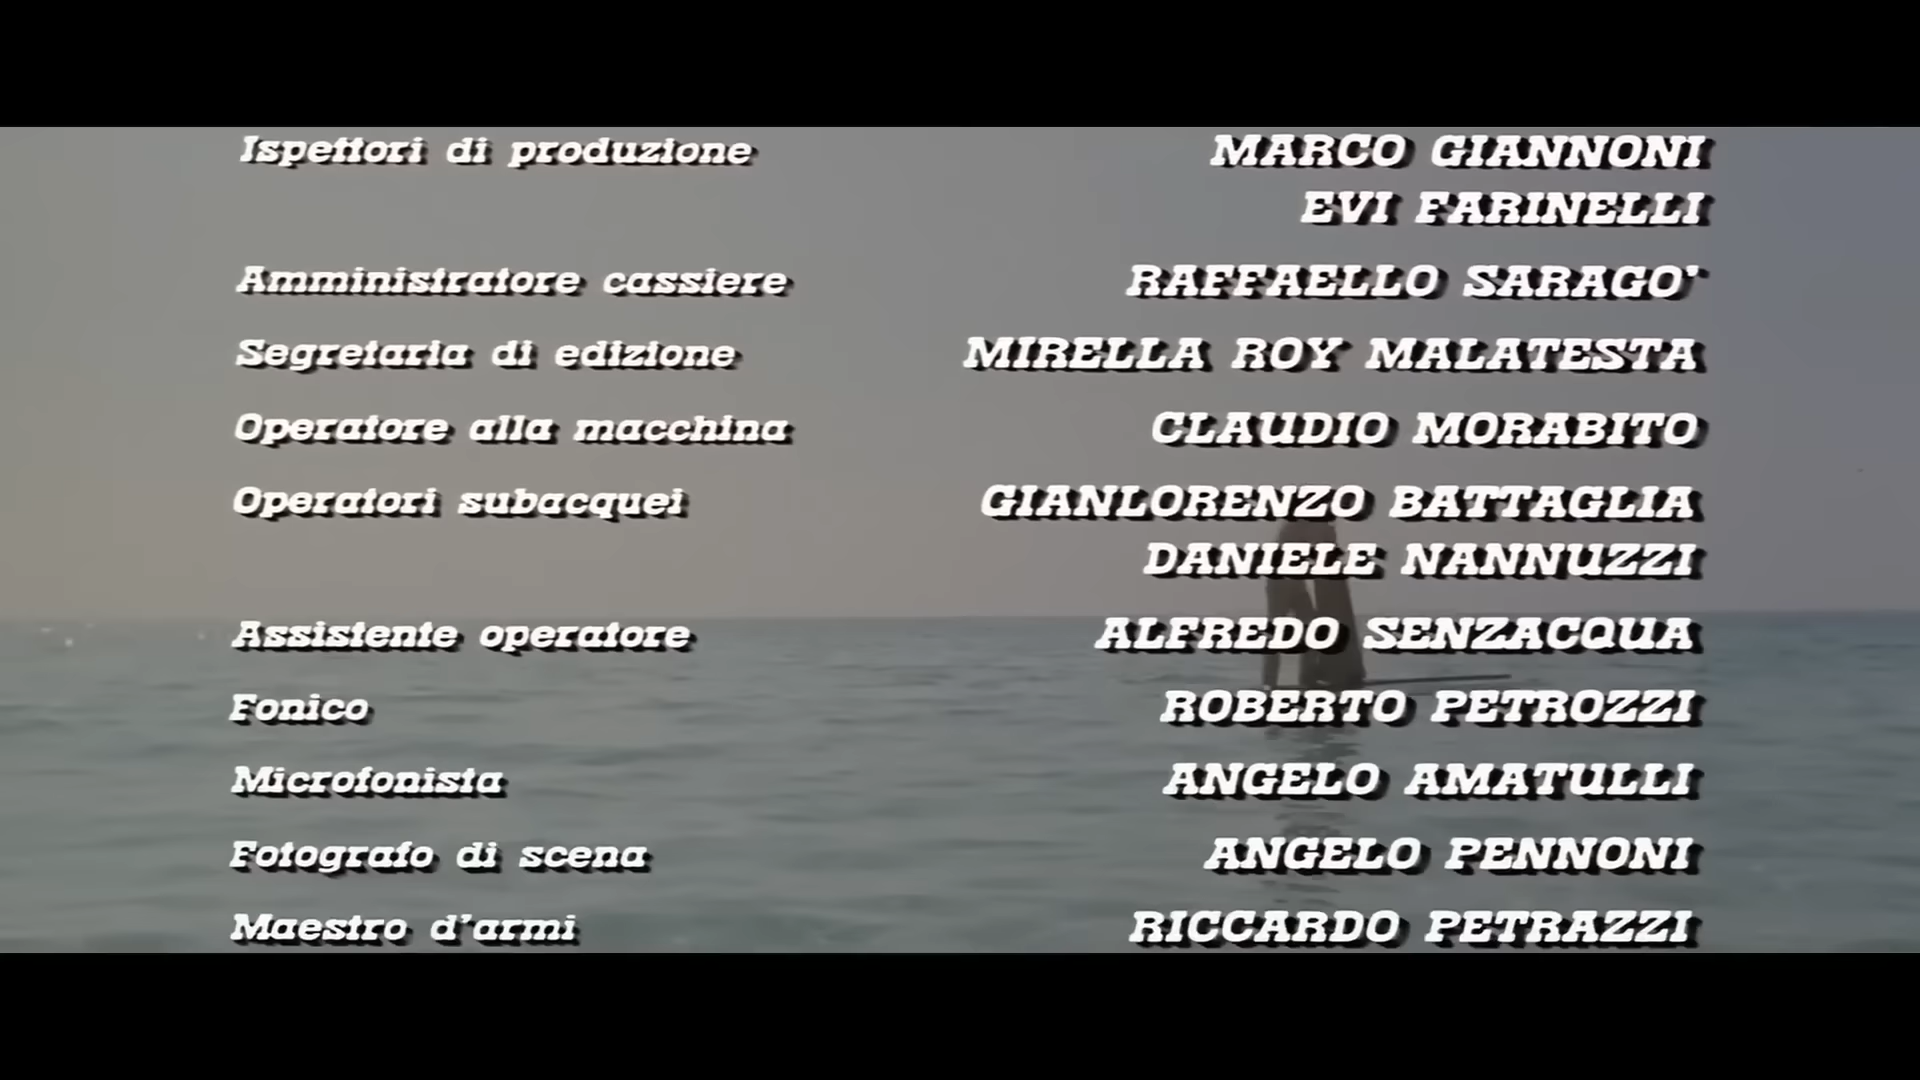 Ispettori di produzione MARCO GIANNONI
EVI FARINELLI
Amministratore cassiere RAFFAELLO SARAGO'
Segretaria di edizione MIRELLA ROY MALATESTA
Operatore alla macchina CLAUDIO MORABITO
Operatori subacquei GIANLORENZO BATTAGLIA
DANIELE NANNUZZI
Assistente operatore ALFREDO SENZACQUA
Fonico ROBERTO PETROZZI
Microfonista ANGELO AMATULLI
Fotografo di scena ANGELO PENNONI
Maestro d'armi RICCARDO PETRAZZI